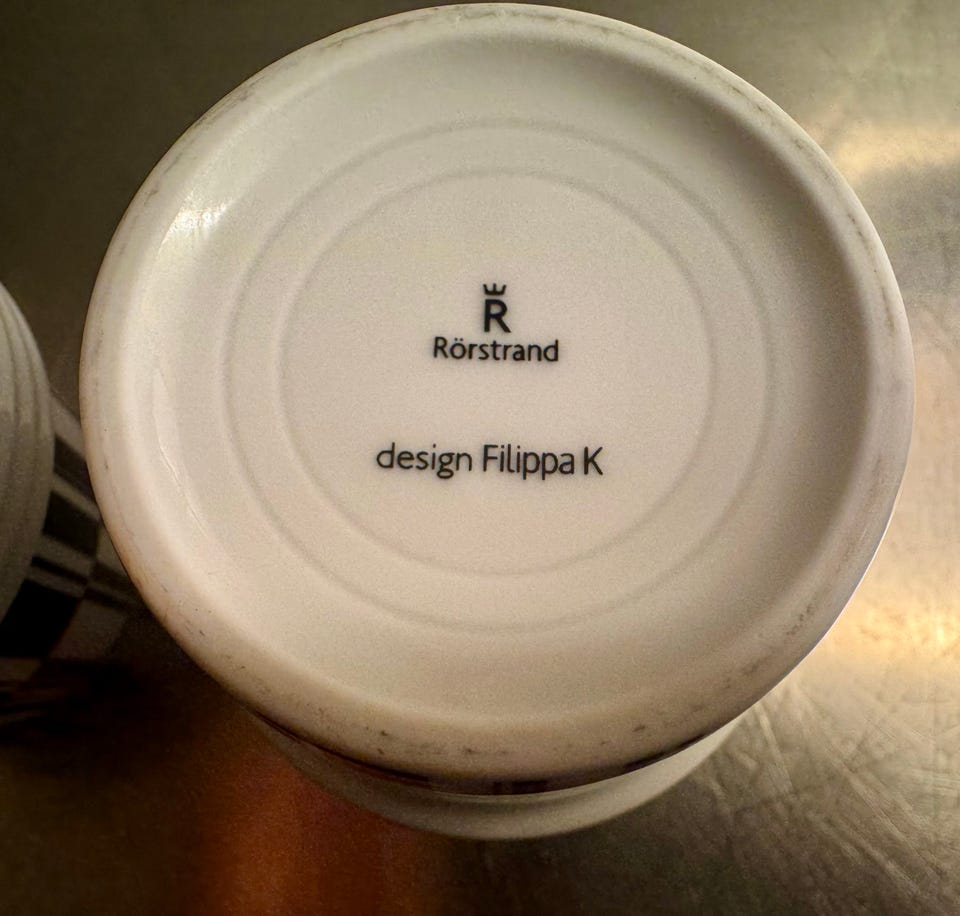 R
Rörstrand
design Filippa K